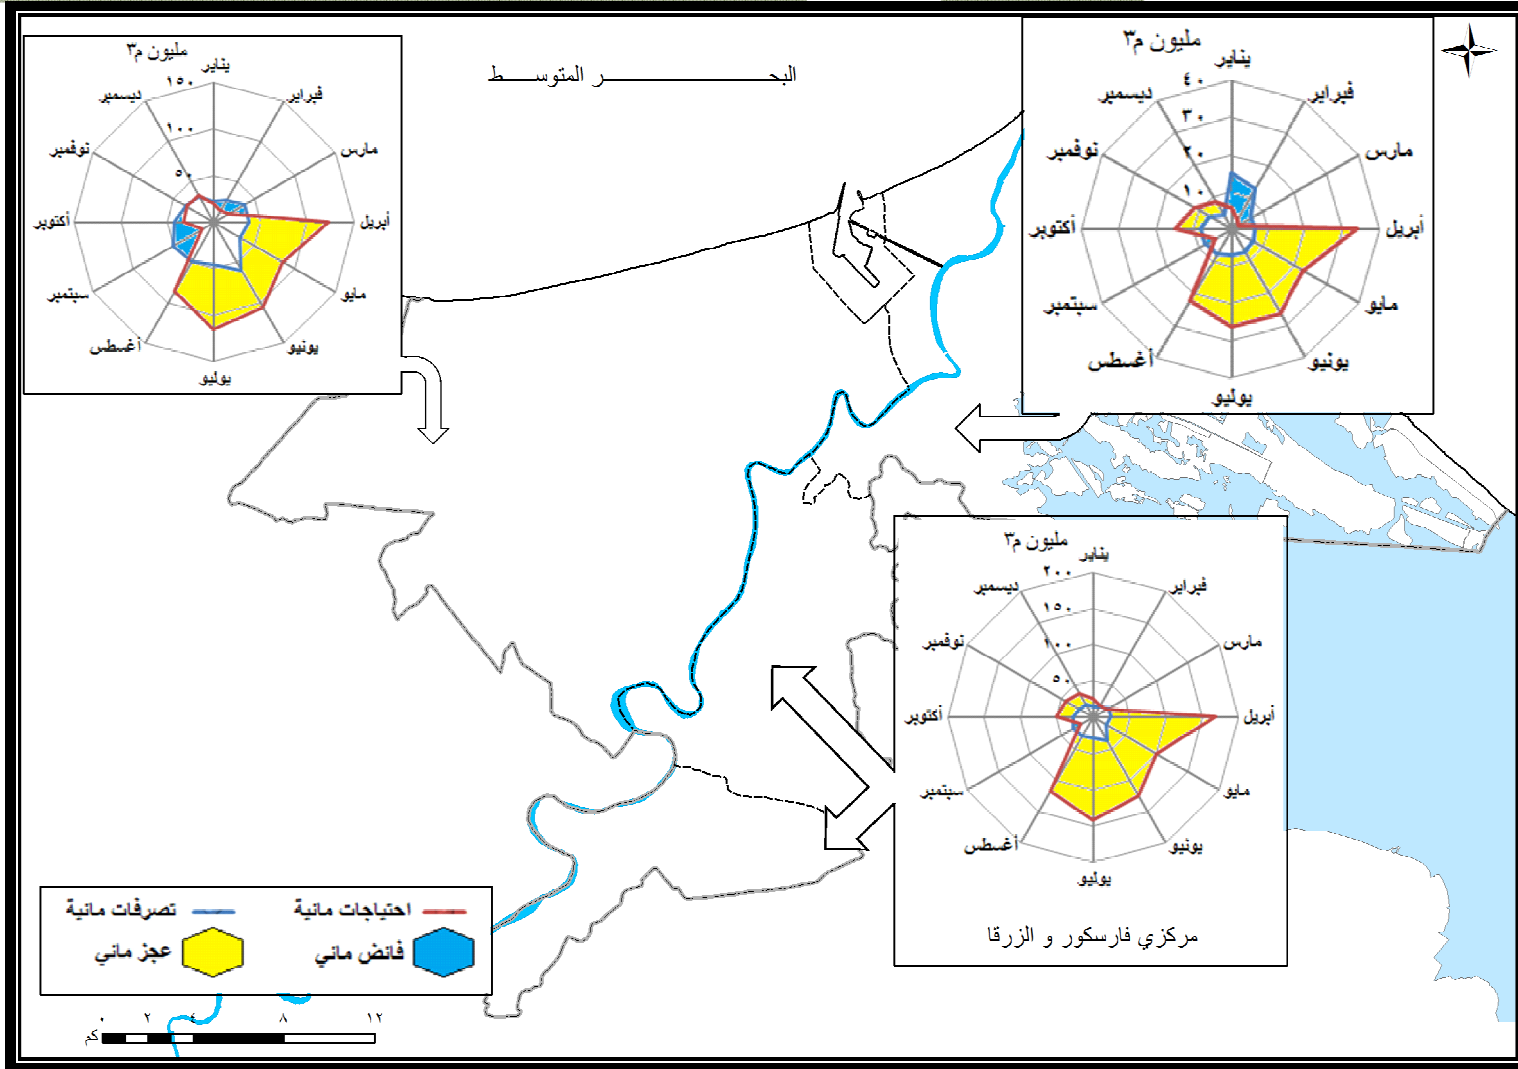 البحــــــــــــــــــــــــر المتوســــط
مليون م٣
يناير
فبراير
مارس
أبريل
مايو
يونيو
يوليو
أغسطس
سبتمبر
أكتوبر
نوفمبر
ديسمبر
١٥٠
١٠٠
٥٠
مليون م٣
يناير
فبراير
مارس
أبريل
مايو
يونيو
يوليو
أغسطس
سبتمبر
أكتوبر
نوفمبر
ديسمبر
٤٠
٣٠
٢٠
١٠
مليون م٣
يناير
فبراير
مارس
أبريل
مايو
يونيو
يوليو
أغسطس
سبتمبر
أكتوبر
نوفمبر
ديسمبر
٢٠٠
١٥٠
١٠٠
٥٠
مركزي فارسكور و الزرقا
احتياجات مائية
تصرفات مائية
فائض مائي
عجز مائي
٠ ٢ ٤ ٨ ١٢
كم